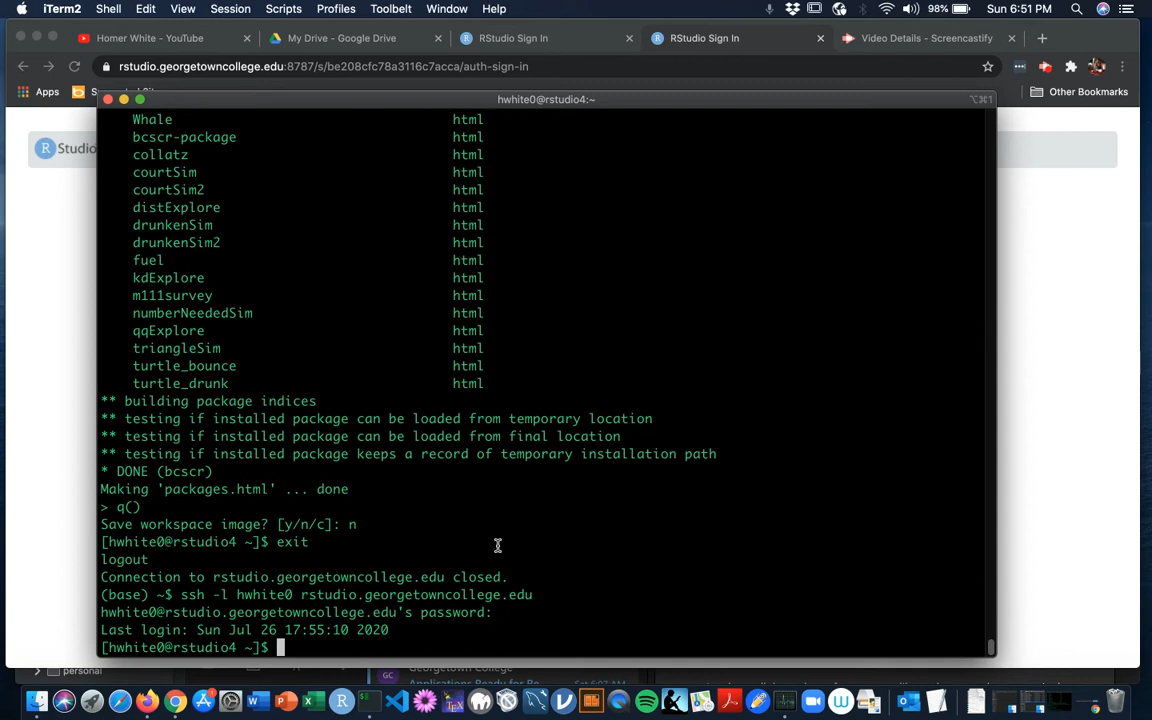 iTerm2 Shell Edit View Session Scripts Profiles Toolbelt Window Help 98% Sun 6:51 PM
Homer White - YouTube My Drive - Google Drive RStudio Sign In RStudio Sign In Video Details - Screencastify
rstudio.georgetowncollege.edu:8787/s/be208cfc78a3116c7acca/auth-sign-in
Apps Other Bookmarks
hwhite0@rstudio4:~ ⌥⌘1
R Studio
Whale html
bcscr-package html
collatz html
courtSim html
courtSim2 html
distExplore html
drunkenSim html
drunkenSim2 html
fuel html
kdExplore html
m111survey html
numberNeededSim html
qqExplore html
triangleSim html
turtle_bounce html
turtle_drunk html
** building package indices
** testing if installed package can be loaded from temporary location
** testing if installed package can be loaded from final location
** testing if installed package keeps a record of temporary installation path
* DONE (bcscr)
Making 'packages.html' ... done
> q()
Save workspace image? [y/n/c]: n
[hwhite0@rstudio4 ~]$ exit
logout
Connection to rstudio.georgetowncollege.edu closed.
(base) ~$ ssh -l hwhite0 rstudio.georgetowncollege.edu
hwhite0@rstudio.georgetowncollege.edu's password:
Last login: Sun Jul 26 17:55:10 2020
[hwhite0@rstudio4 ~]$
personal GC Georgetown College